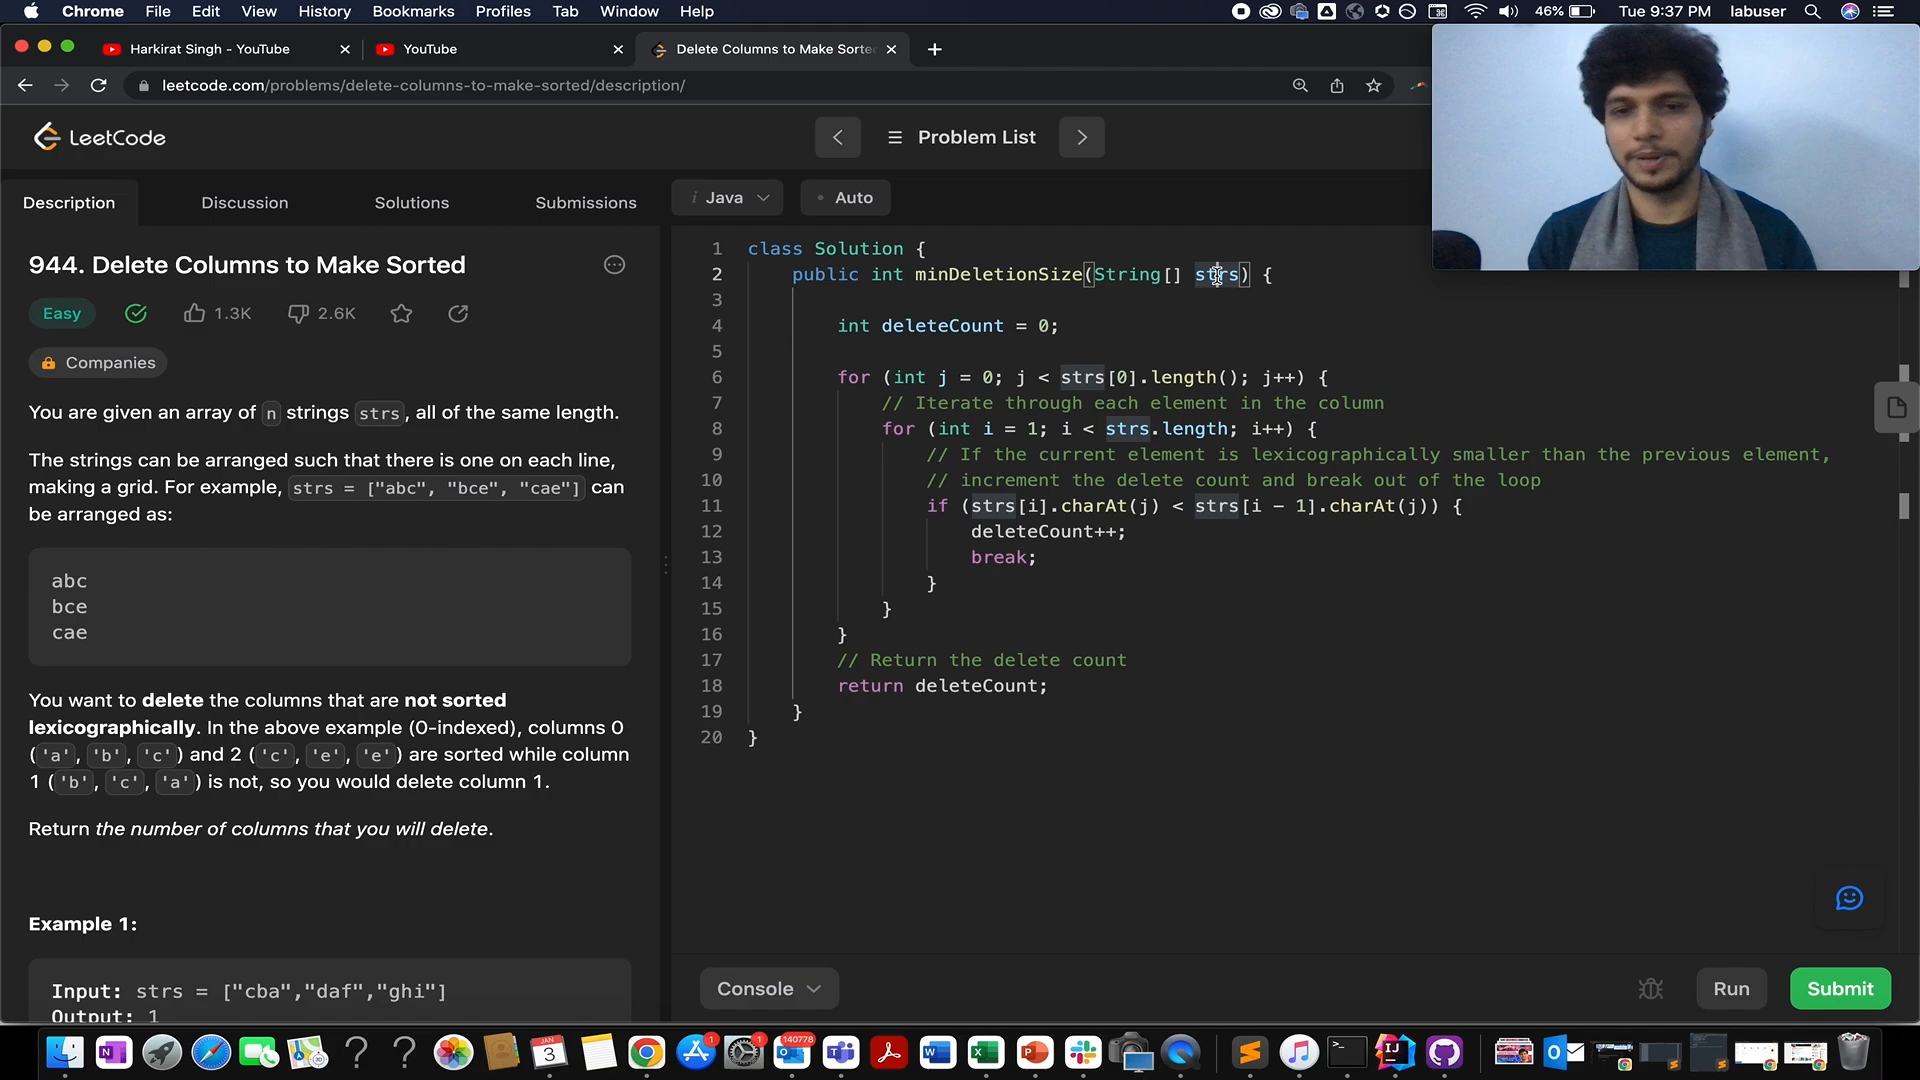 Chrome File Edit View History Bookmarks Profiles Tab Window Help 46% Tue 9:37 PM labuser
Harkirat Singh - YouTube YouTube Delete Columns to Make Sorte
leetcode.com/problems/delete-columns-to-make-sorted/description/
LeetCode Problem List
Description Discussion Solutions Submissions
944. Delete Columns to Make Sorted
Easy 1.3K 2.6K
Companies
You are given an array of n strings strs, all of the same length.
The strings can be arranged such that there is one on each line,
making a grid. For example, strs = ["abc", "bce", "cae"] can
be arranged as:
abc
bce
cae
You want to delete the columns that are not sorted
lexicographically. In the above example (0-indexed), columns 0
('a', 'b', 'c') and 2 ('c', 'e', 'e') are sorted while column
1 ('b', 'c', 'a') is not, so you would delete column 1.
Return the number of columns that you will delete.
Example 1:
Input: strs = ["cba","daf","ghi"]
Output: 1
i Java Auto
1 class Solution {
2 public int minDeletionSize(String[] strs) {
3
4 int deleteCount = 0;
5
6 for (int j = 0; j < strs[0].length(); j++) {
7 // Iterate through each element in the column
8 for (int i = 1; i < strs.length; i++) {
9 // If the current element is lexicographically smaller than the previous element,
10 // increment the delete count and break out of the loop
11 if (strs[i].charAt(j) < strs[i - 1].charAt(j)) {
12 deleteCount++;
13 break;
14 }
15 }
16 }
17 // Return the delete count
18 return deleteCount;
19 }
20 }
Console Run Submit
JAN 3 1 1 140778